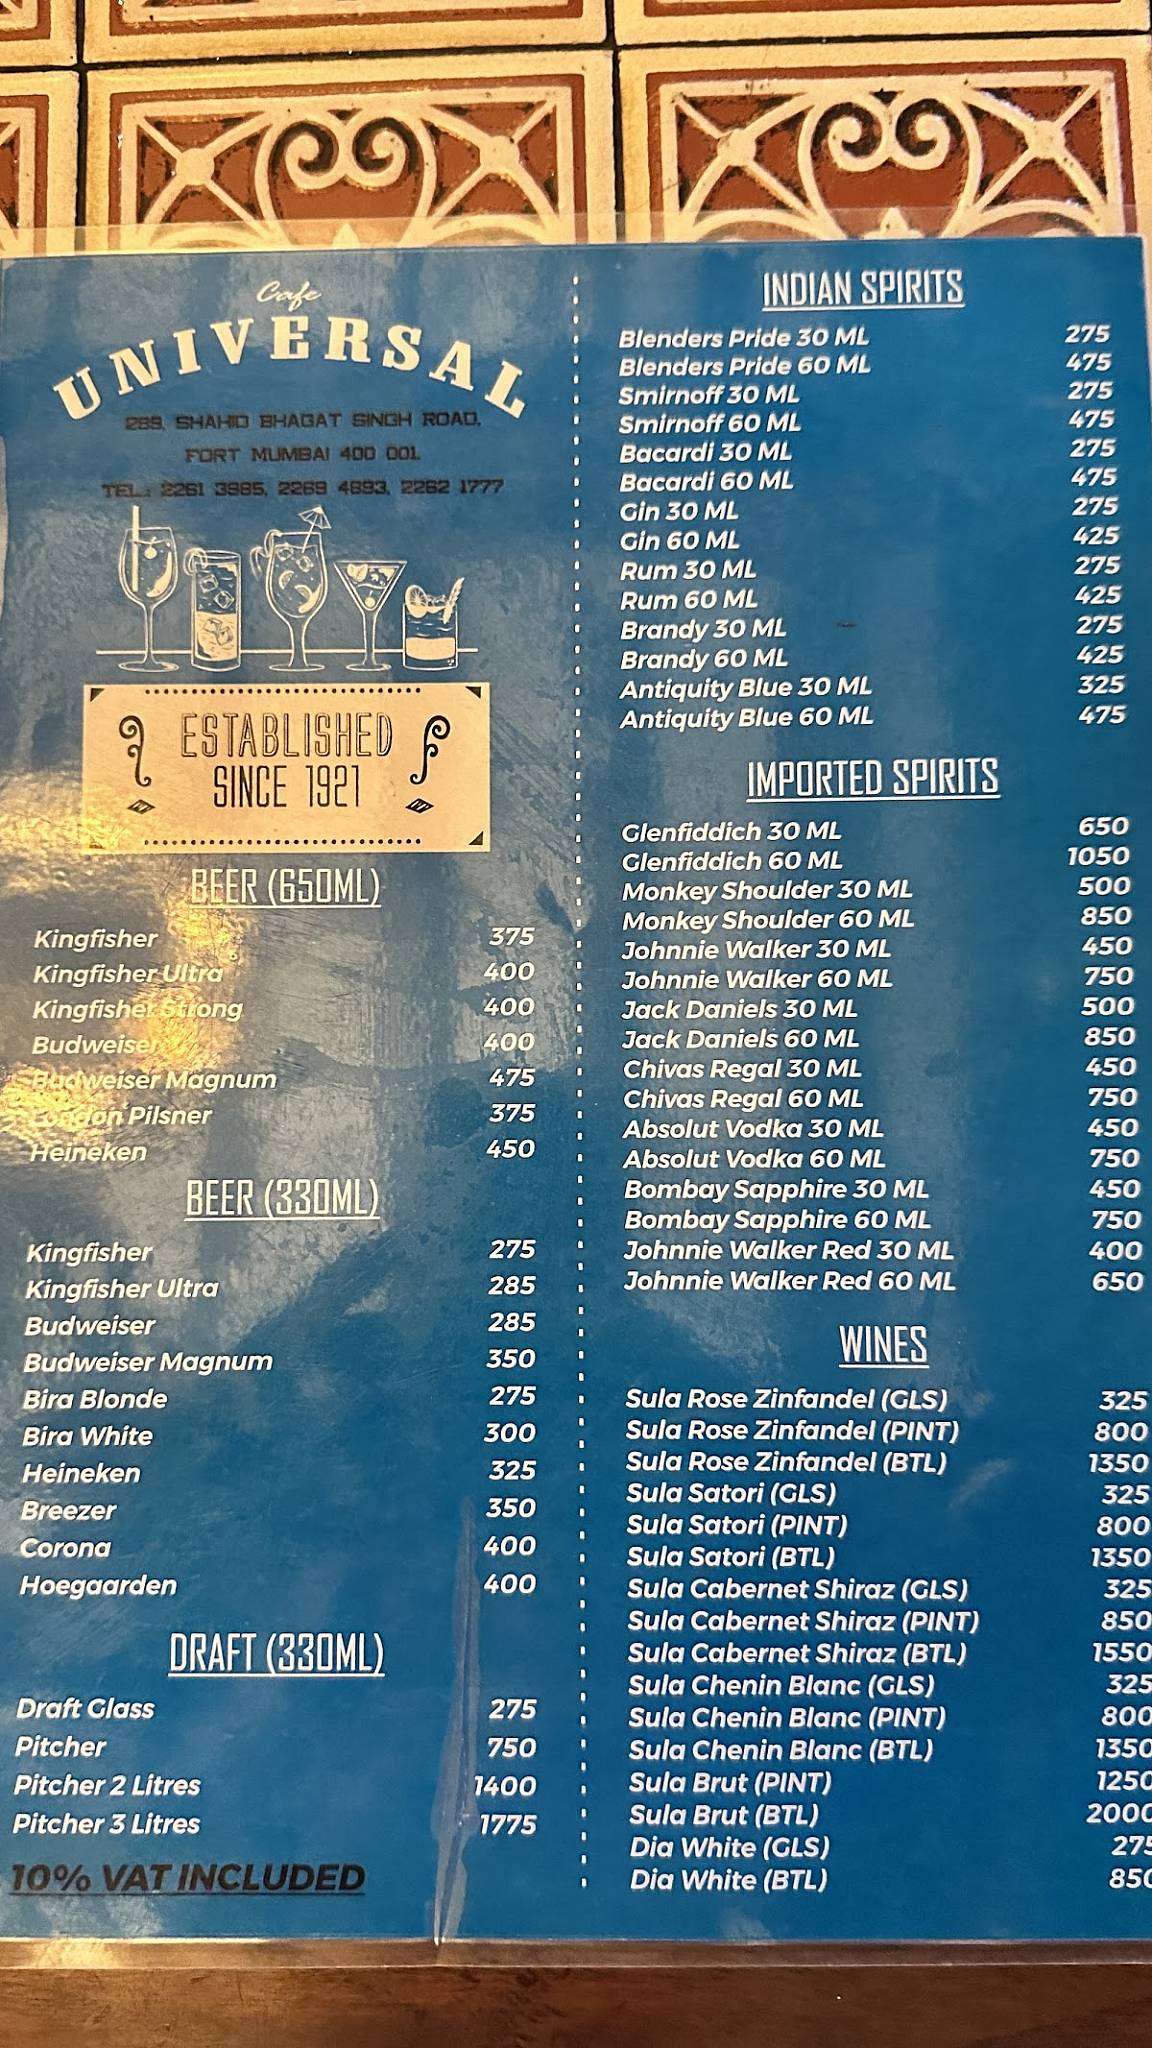 Cafe
UNIVERSAL
289, SHAHID BHAGAT SINGH ROAD,
FORT MUMBAI 400 001.
TEL.: 2261 3985, 2269 4893, 2262 1777
ESTABLISHED
SINCE 1921
BEER (650ML)
Kingfisher 375
Kingfisher Ultra 400
Kingfisher Strong 400
Budweiser 400
Budweiser Magnum 475
London Pilsner 375
Heineken 450
BEER (330ML)
Kingfisher 275
Kingfisher Ultra 285
Budweiser 285
Budweiser Magnum 350
Bira Blonde 275
Bira White 300
Heineken 325
Breezer 350
Corona 400
Hoegaarden 400
DRAFT (330ML)
Draft Glass 275
Pitcher 750
Pitcher 2 Litres 1400
Pitcher 3 Litres 1775
10% VAT INCLUDED
INDIAN SPIRITS
Blenders Pride 30 ML 275
Blenders Pride 60 ML 475
Smirnoff 30 ML 275
Smirnoff 60 ML 475
Bacardi 30 ML 275
Bacardi 60 ML 475
Gin 30 ML 275
Gin 60 ML 425
Rum 30 ML 275
Rum 60 ML 425
Brandy 30 ML 275
Brandy 60 ML 425
Antiquity Blue 30 ML 325
Antiquity Blue 60 ML 475
IMPORTED SPIRITS
Glenfiddich 30 ML 650
Glenfiddich 60 ML 1050
Monkey Shoulder 30 ML 500
Monkey Shoulder 60 ML 850
Johnnie Walker 30 ML 450
Johnnie Walker 60 ML 750
Jack Daniels 30 ML 500
Jack Daniels 60 ML 850
Chivas Regal 30 ML 450
Chivas Regal 60 ML 750
Absolut Vodka 30 ML 450
Absolut Vodka 60 ML 750
Bombay Sapphire 30 ML 450
Bombay Sapphire 60 ML 750
Johnnie Walker Red 30 ML 400
Johnnie Walker Red 60 ML 650
WINES
Sula Rose Zinfandel (GLS) 325
Sula Rose Zinfandel (PINT) 800
Sula Rose Zinfandel (BTL) 1350
Sula Satori (GLS) 325
Sula Satori (PINT) 800
Sula Satori (BTL) 1350
Sula Cabernet Shiraz (GLS) 325
Sula Cabernet Shiraz (PINT) 850
Sula Cabernet Shiraz (BTL) 1550
Sula Chenin Blanc (GLS) 325
Sula Chenin Blanc (PINT) 800
Sula Chenin Blanc (BTL) 1350
Sula Brut (PINT) 1250
Sula Brut (BTL) 2000
Dia White (GLS) 275
Dia White (BTL) 850